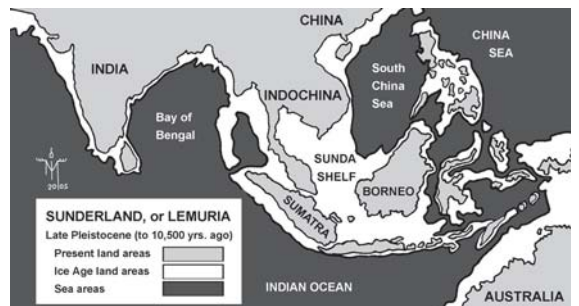 CHINA
CHINA
SEA
INDIA
South
China
Sea
INDOCHINA
Bay of
Bengal
SUNDA
SHELF
BORNEO
SUMATRA
SUNDERLAND, or LEMURIA
Late Pleistocene (to 10,500 yrs. ago)
Present land areas
Ice Age land areas
Sea areas
INDIAN OCEAN
AUSTRALIA